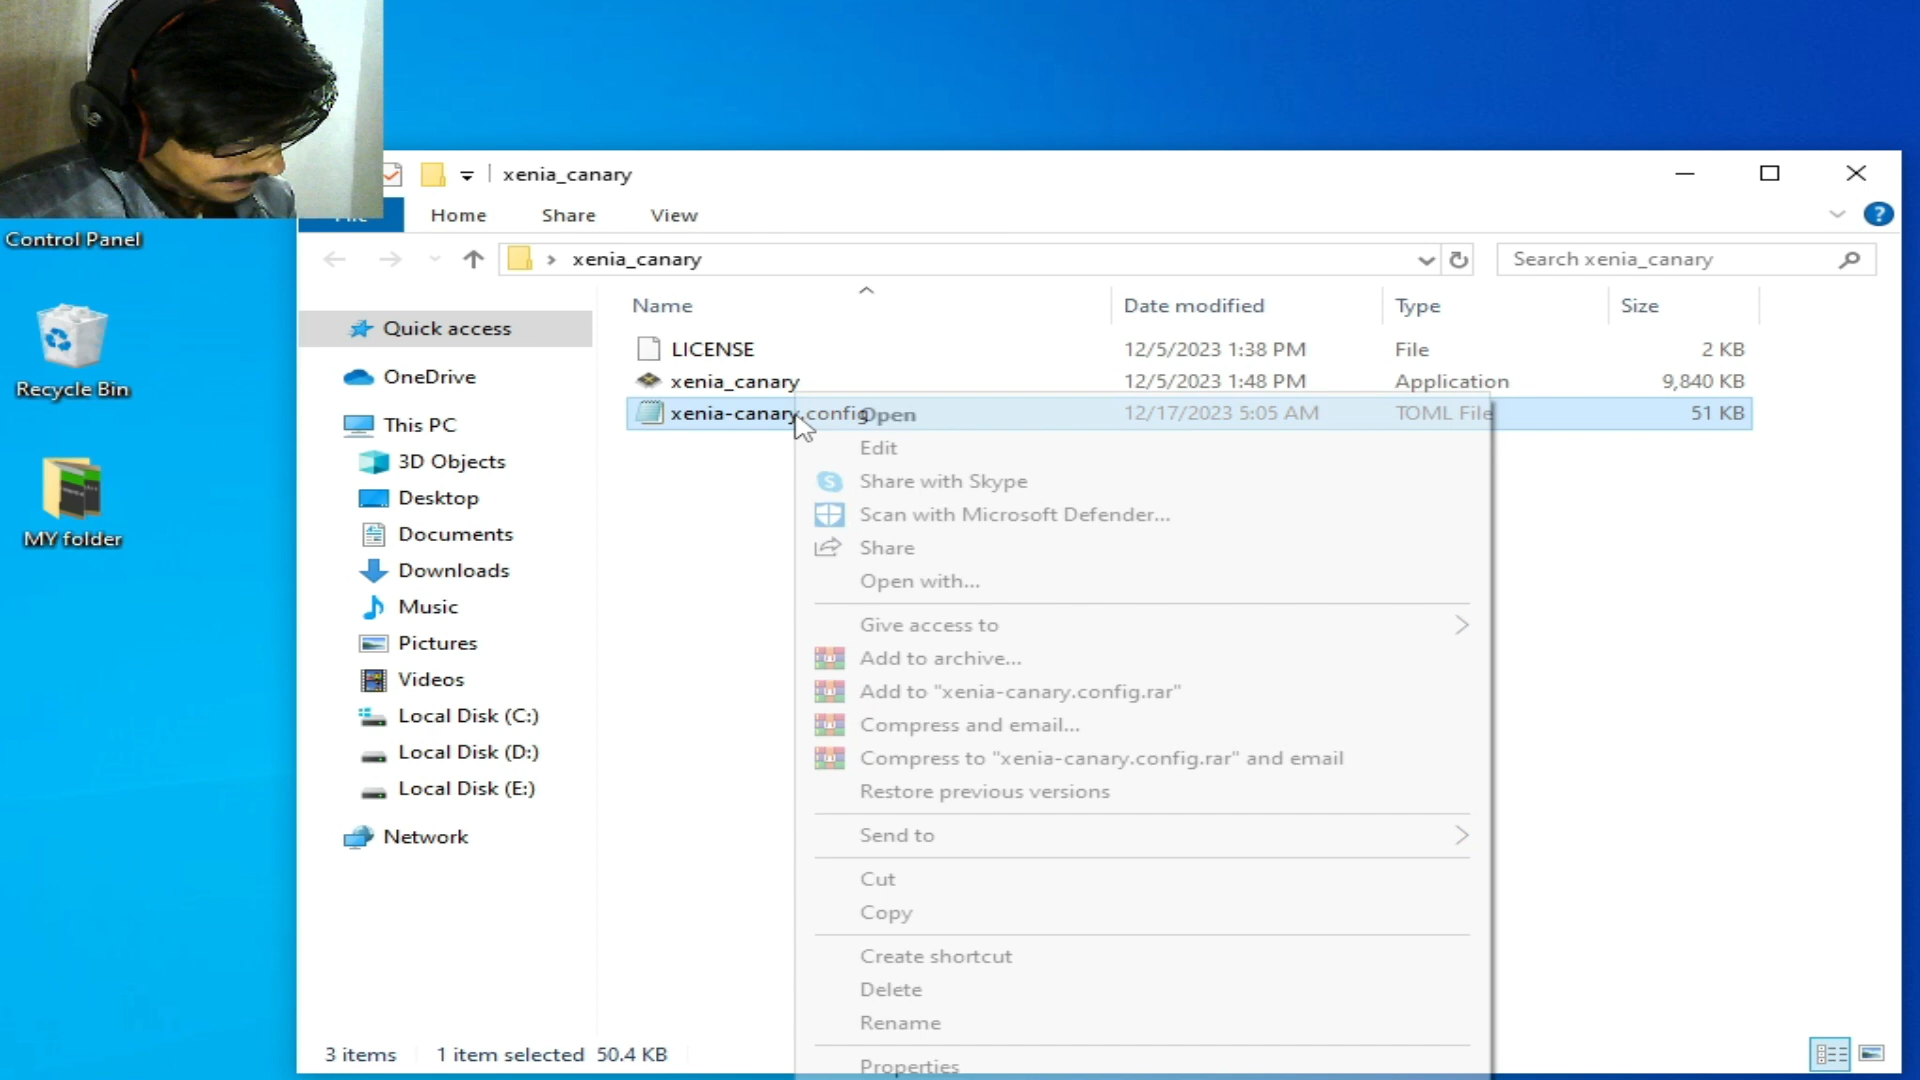 xenia_canary
Home Share View
Control Panel
xenia_canary
Search xenia_canary
Name Date modified Type Size
Quick access
LICENSE 12/5/2023 1:38 PM File 2 KB
OneDrive
xenia_canary 12/5/2023 1:48 PM Application 9,840 KB
Recycle Bin
xenia-canary.config 12/17/2023 5:05 AM TOML File 51 KB
This PC
3D Objects
Desktop
Documents
Downloads
Music
Pictures
Videos
Local Disk (C:)
Local Disk (D:)
Local Disk (E:)
Network
MY folder
Open
Edit
Share with Skype
Scan with Microsoft Defender...
Share
Open with...
Give access to
Add to archive...
Add to "xenia-canary.config.rar"
Compress and email...
Compress to "xenia-canary.config.rar" and email
Restore previous versions
Send to
Cut
Copy
Create shortcut
Delete
Rename
Properties
3 items 1 item selected 50.4 KB